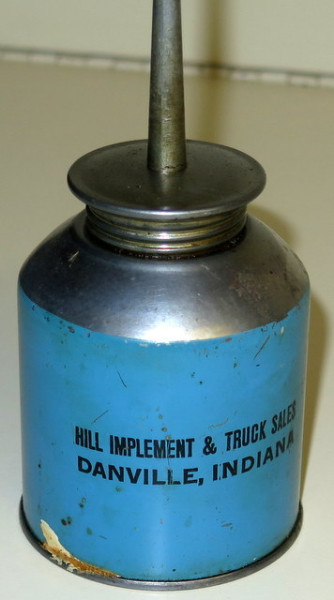 HILL IMPLEMENT & TRUCK SALES
DANVILLE, INDIANA